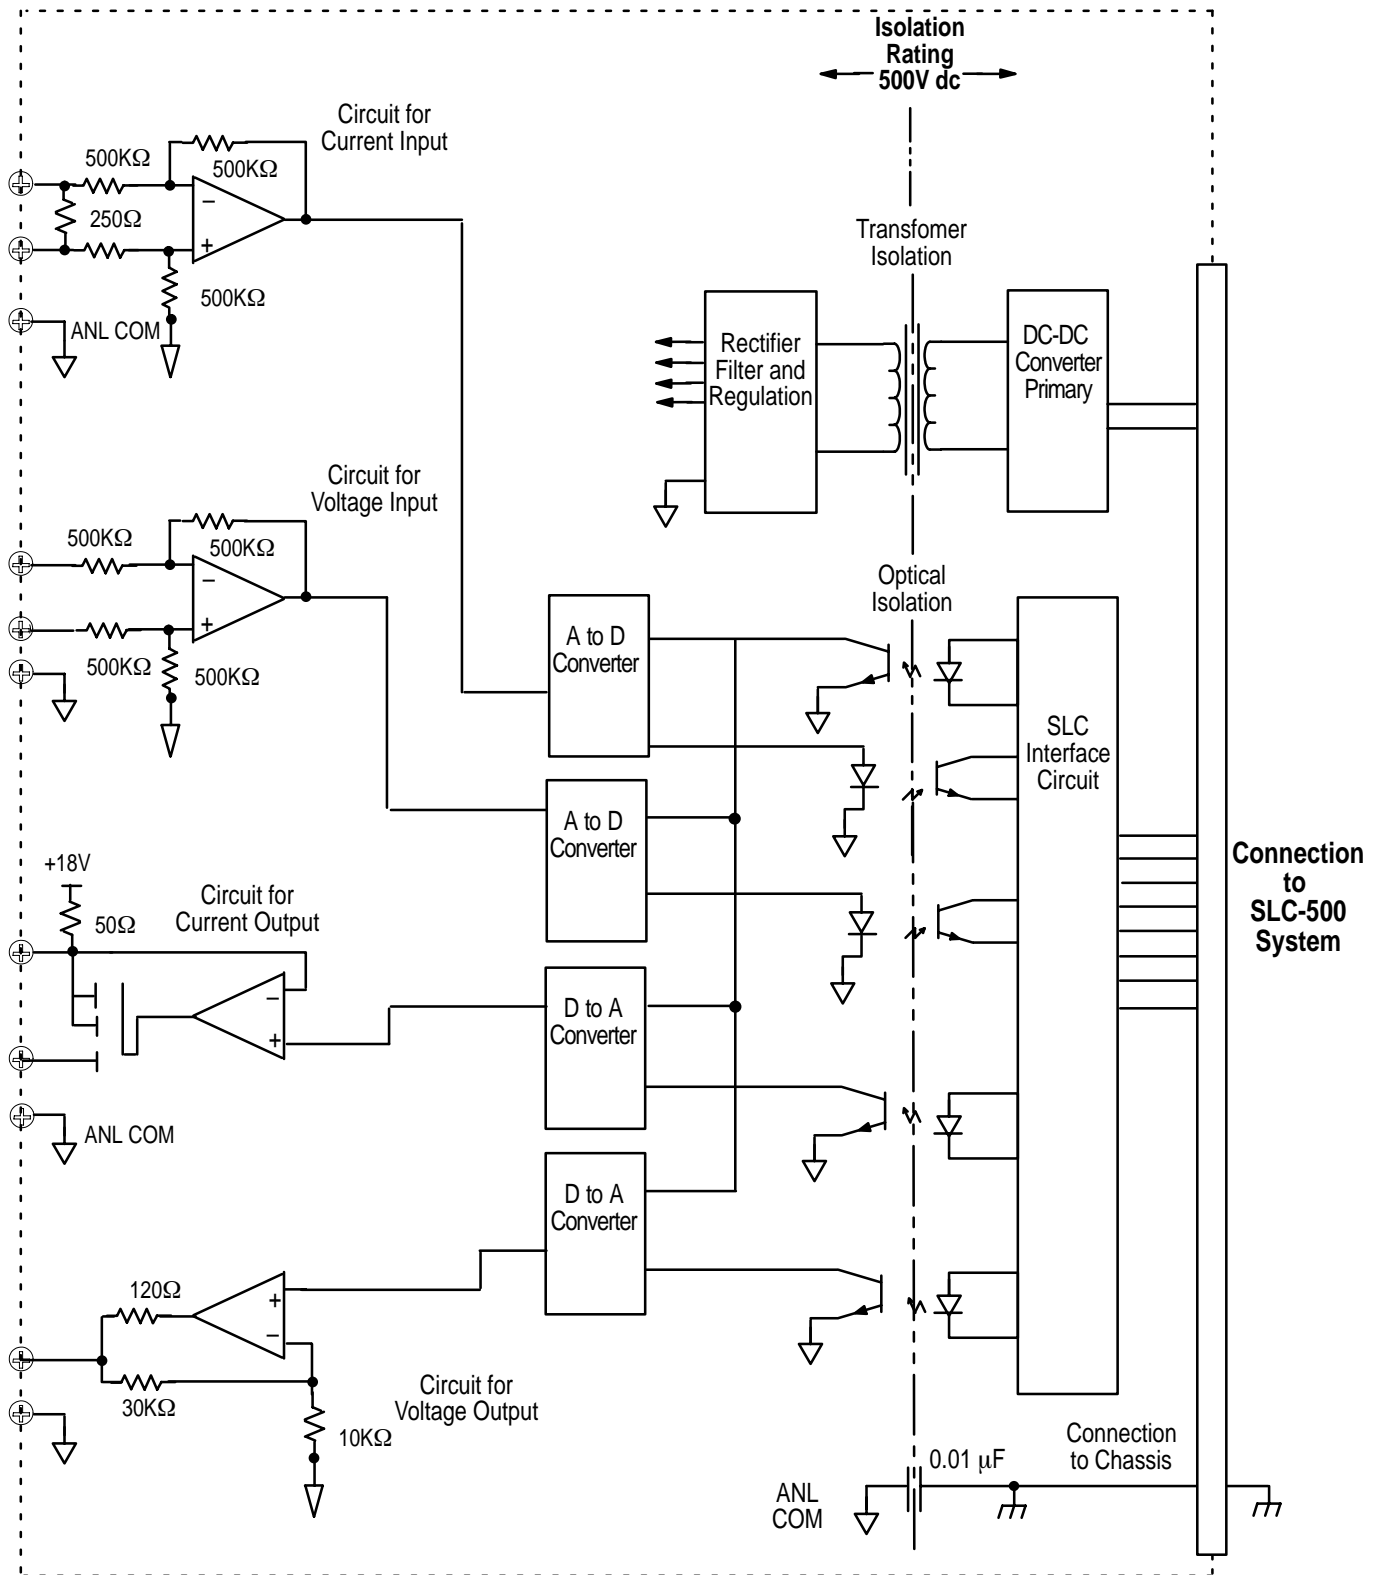 Isolation
Rating
500V dc
Circuit for
Current Input
500KΩ
500KΩ
250Ω
500KΩ
ANL COM
Transfomer
Isolation
Rectifier
Filter and
Regulation
DC-DC
Converter
Primary
Circuit for
Voltage Input
500KΩ
500KΩ
500KΩ
500KΩ
Optical
Isolation
A to D
Converter
SLC
Interface
Circuit
A to D
Converter
Connection
to
SLC-500
System
+18V
50Ω
Circuit for
Current Output
D to A
Converter
ANL COM
D to A
Converter
120Ω
30KΩ
10KΩ
Circuit for
Voltage Output
ANL
COM
0.01 μF
Connection
to Chassis